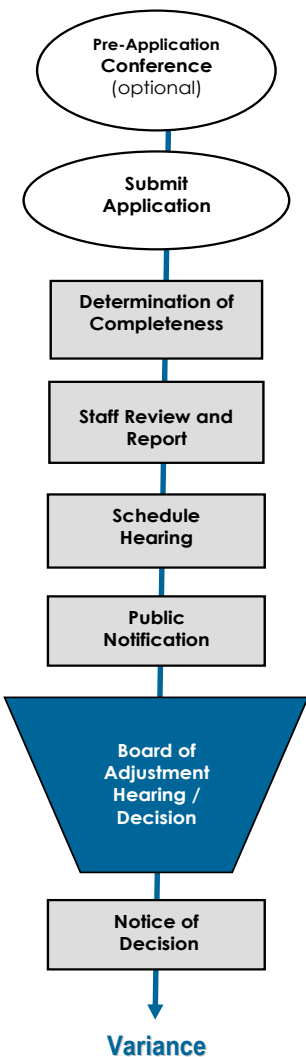 Pre-Application
Conference
(optional)
Submit
Application
Determination of
Completeness
Staff Review and
Report
Schedule
Hearing
Public
Notification
Board of
Adjustment
Hearing /
Decision
Notice of
Decision
Variance